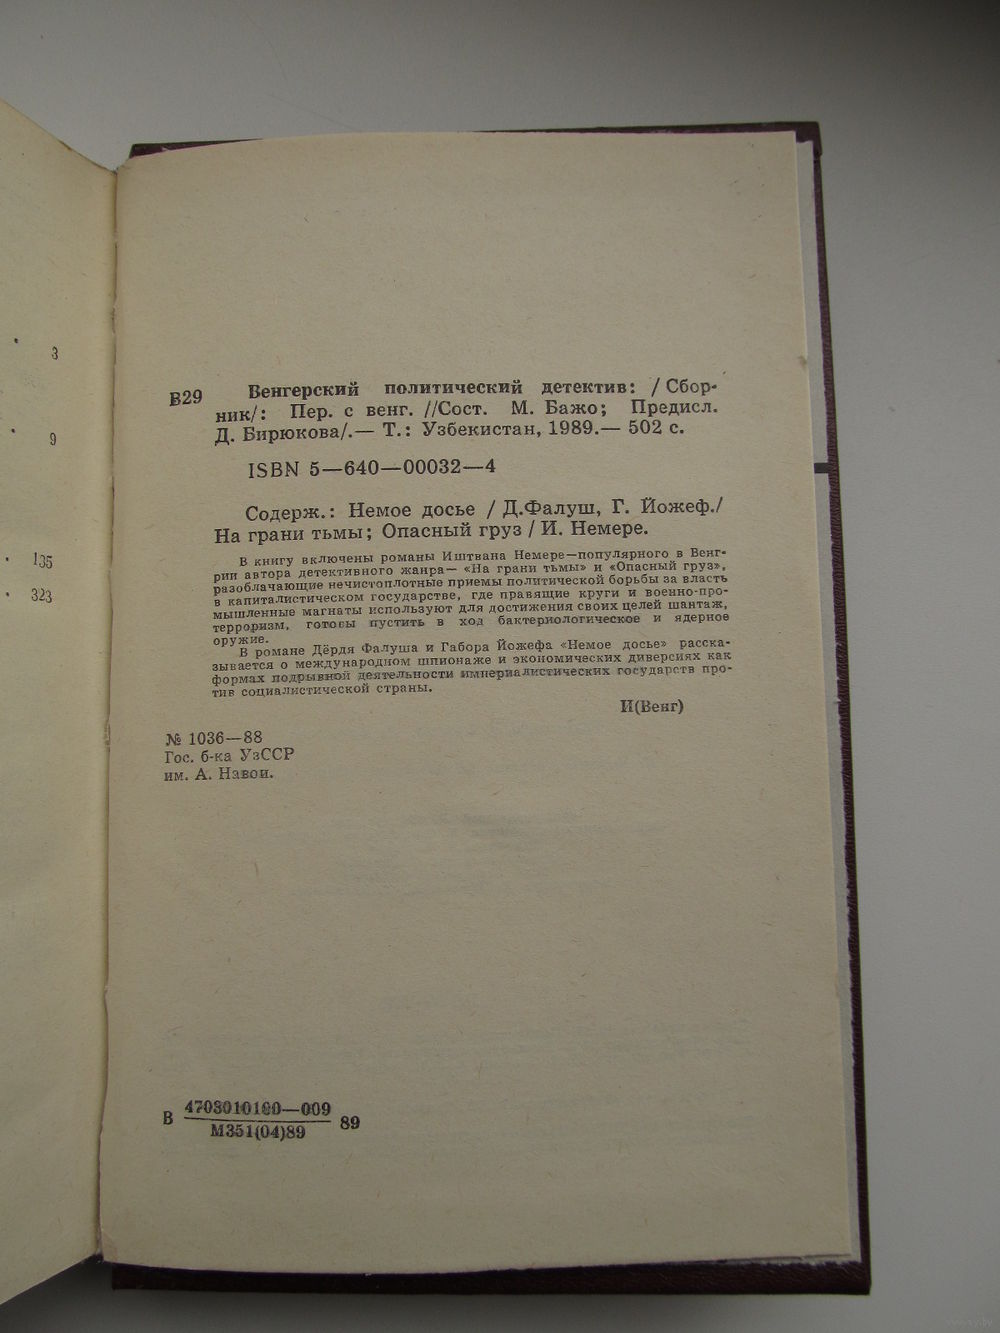 3
9
135
323
В29
Венгерский политический детектив: /Сбор-
ник/: Пер. с венг. //Сост. М. Бажо; Предисл.
Д. Бирюкова/.— Т.: Узбекистан, 1989.— 502 с.
ISBN 5—640—00032—4
Содерж.: Немое досье / Д.Фалуш, Г. Йожеф./
На грани тьмы; Опасный груз / И. Немере.
В книгу включены романы Иштвана Немере—популярного в Венг-
рии автора детективного жанра— «На грани тьмы» и «Опасный груз»,
разоблачающие нечистоплотные приемы политической борьбы за власть
в капиталистическом государстве, где правящие круги и военно-про-
мышленные магнаты используют для достижения своих целей шантаж,
терроризм, готовы пустить в ход бактериологическое и ядерное
оружие.
В романе Дёрдя Фалуша и Габора Йожефа «Немое досье» расска-
зывается о международном шпионаже и экономических диверсиях как
формах подрывной деятельности империалистических государств про-
тив социалистической страны.
И(Венг)
№ 1036—88
Гос. б-ка УзССР
им. А. Навои.
В 4703010100—009 89
М351(04)89